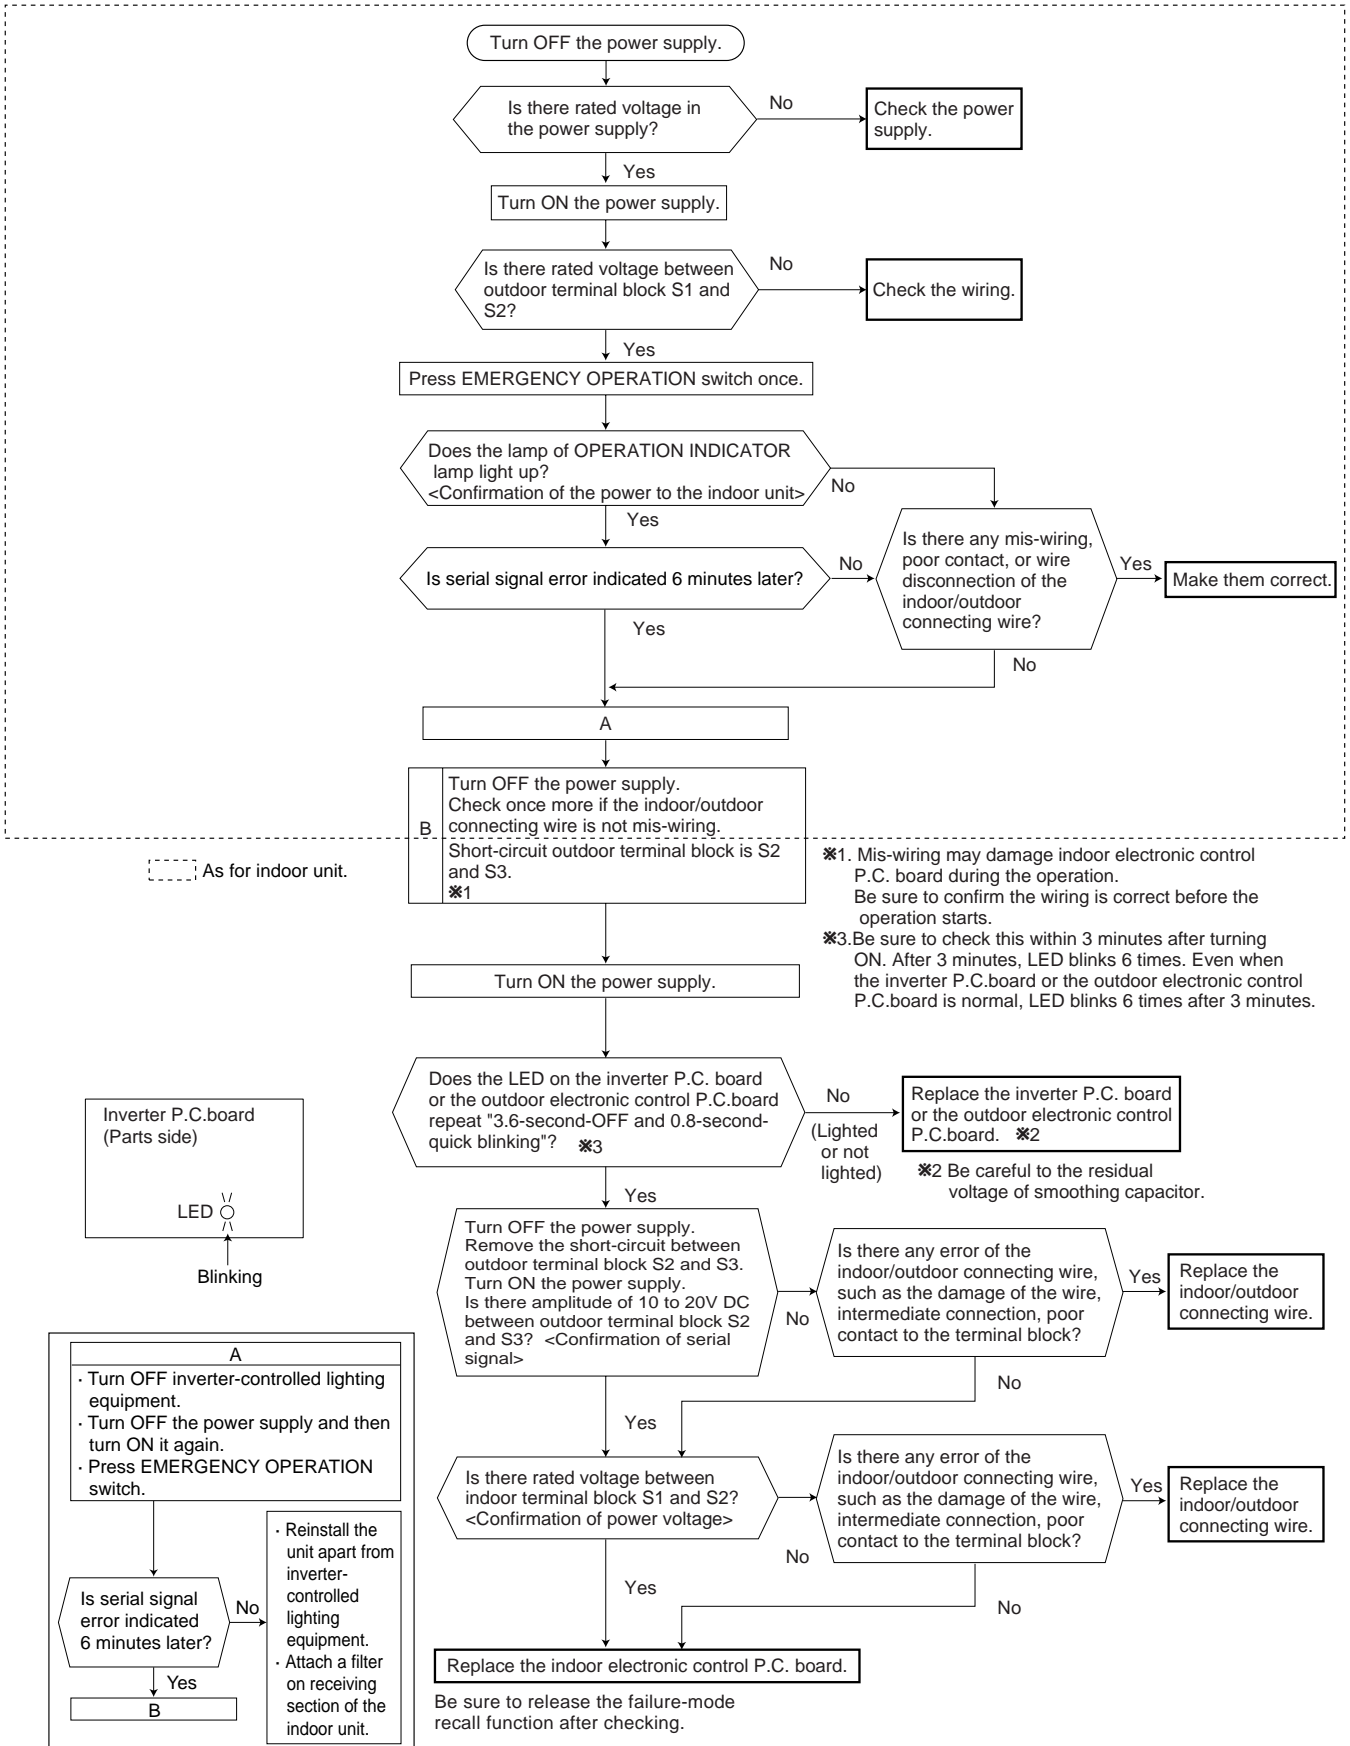 Turn OFF the power supply.
Is there rated voltage in
the power supply?
No
Check the power
supply.
Yes
Turn ON the power supply.
Is there rated voltage between
outdoor terminal block S1 and
S2?
No
Check the wiring.
Yes
Press EMERGENCY OPERATION switch once.
Does the lamp of OPERATION INDICATOR
lamp light up?
<Confirmation of the power to the indoor unit>
No
Yes
Is serial signal error indicated 6 minutes later?
No
Is there any mis-wiring,
poor contact, or wire
disconnection of the
indoor/outdoor
connecting wire?
Yes
Make them correct.
Yes
No
A
B
Turn OFF the power supply.
Check once more if the indoor/outdoor
connecting wire is not mis-wiring.
Short-circuit outdoor terminal block is S2
and S3.
※1
As for indoor unit.
※1. Mis-wiring may damage indoor electronic control
P.C. board during the operation.
Be sure to confirm the wiring is correct before the
operation starts.
※3.Be sure to check this within 3 minutes after turning
ON. After 3 minutes, LED blinks 6 times. Even when
the inverter P.C.board or the outdoor electronic control
P.C.board is normal, LED blinks 6 times after 3 minutes.
Turn ON the power supply.
Does the LED on the inverter P.C. board
or the outdoor electronic control P.C.board
repeat "3.6-second-OFF and 0.8-second-
quick blinking"? ※3
No
(Lighted
or not
lighted)
Replace the inverter P.C. board
or the outdoor electronic control
P.C.board. ※2
※2 Be careful to the residual
voltage of smoothing capacitor.
Yes
Inverter P.C.board
(Parts side)
LED
Blinking
Turn OFF the power supply.
Remove the short-circuit between
outdoor terminal block S2 and S3.
Turn ON the power supply.
Is there amplitude of 10 to 20V DC
between outdoor terminal block S2
and S3? <Confirmation of serial
signal>
No
Is there any error of the
indoor/outdoor connecting wire,
such as the damage of the wire,
intermediate connection, poor
contact to the terminal block?
Yes
Replace the
indoor/outdoor
connecting wire.
No
Yes
Is there rated voltage between
indoor terminal block S1 and S2?
<Confirmation of power voltage>
No
Is there any error of the
indoor/outdoor connecting wire,
such as the damage of the wire,
intermediate connection, poor
contact to the terminal block?
Yes
Replace the
indoor/outdoor
connecting wire.
Yes
No
Replace the indoor electronic control P.C. board.
Be sure to release the failure-mode
recall function after checking.
A
· Turn OFF inverter-controlled lighting
equipment.
· Turn OFF the power supply and then
turn ON it again.
· Press EMERGENCY OPERATION
switch.
Is serial signal
error indicated
6 minutes later?
No
· Reinstall the
unit apart from
inverter-
controlled
lighting
equipment.
· Attach a filter
on receiving
section of the
indoor unit.
Yes
B